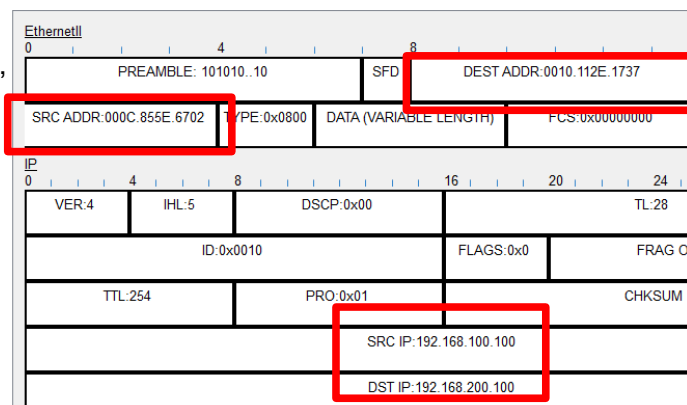 ,
EthernetII
0 4 8
PREAMBLE: 101010..10 SFD DEST ADDR:0010.112E.1737
SRC ADDR:000C.855E.6702 TYPE:0x0800 DATA (VARIABLE LENGTH) FCS:0x00000000
IP
0 4 8 16 20 24
VER:4 IHL:5 DSCP:0x00 TL:28
ID:0x0010 FLAGS:0x0 FRAG O
TTL:254 PRO:0x01 CHKSUM
SRC IP:192.168.100.100
DST IP:192.168.200.100